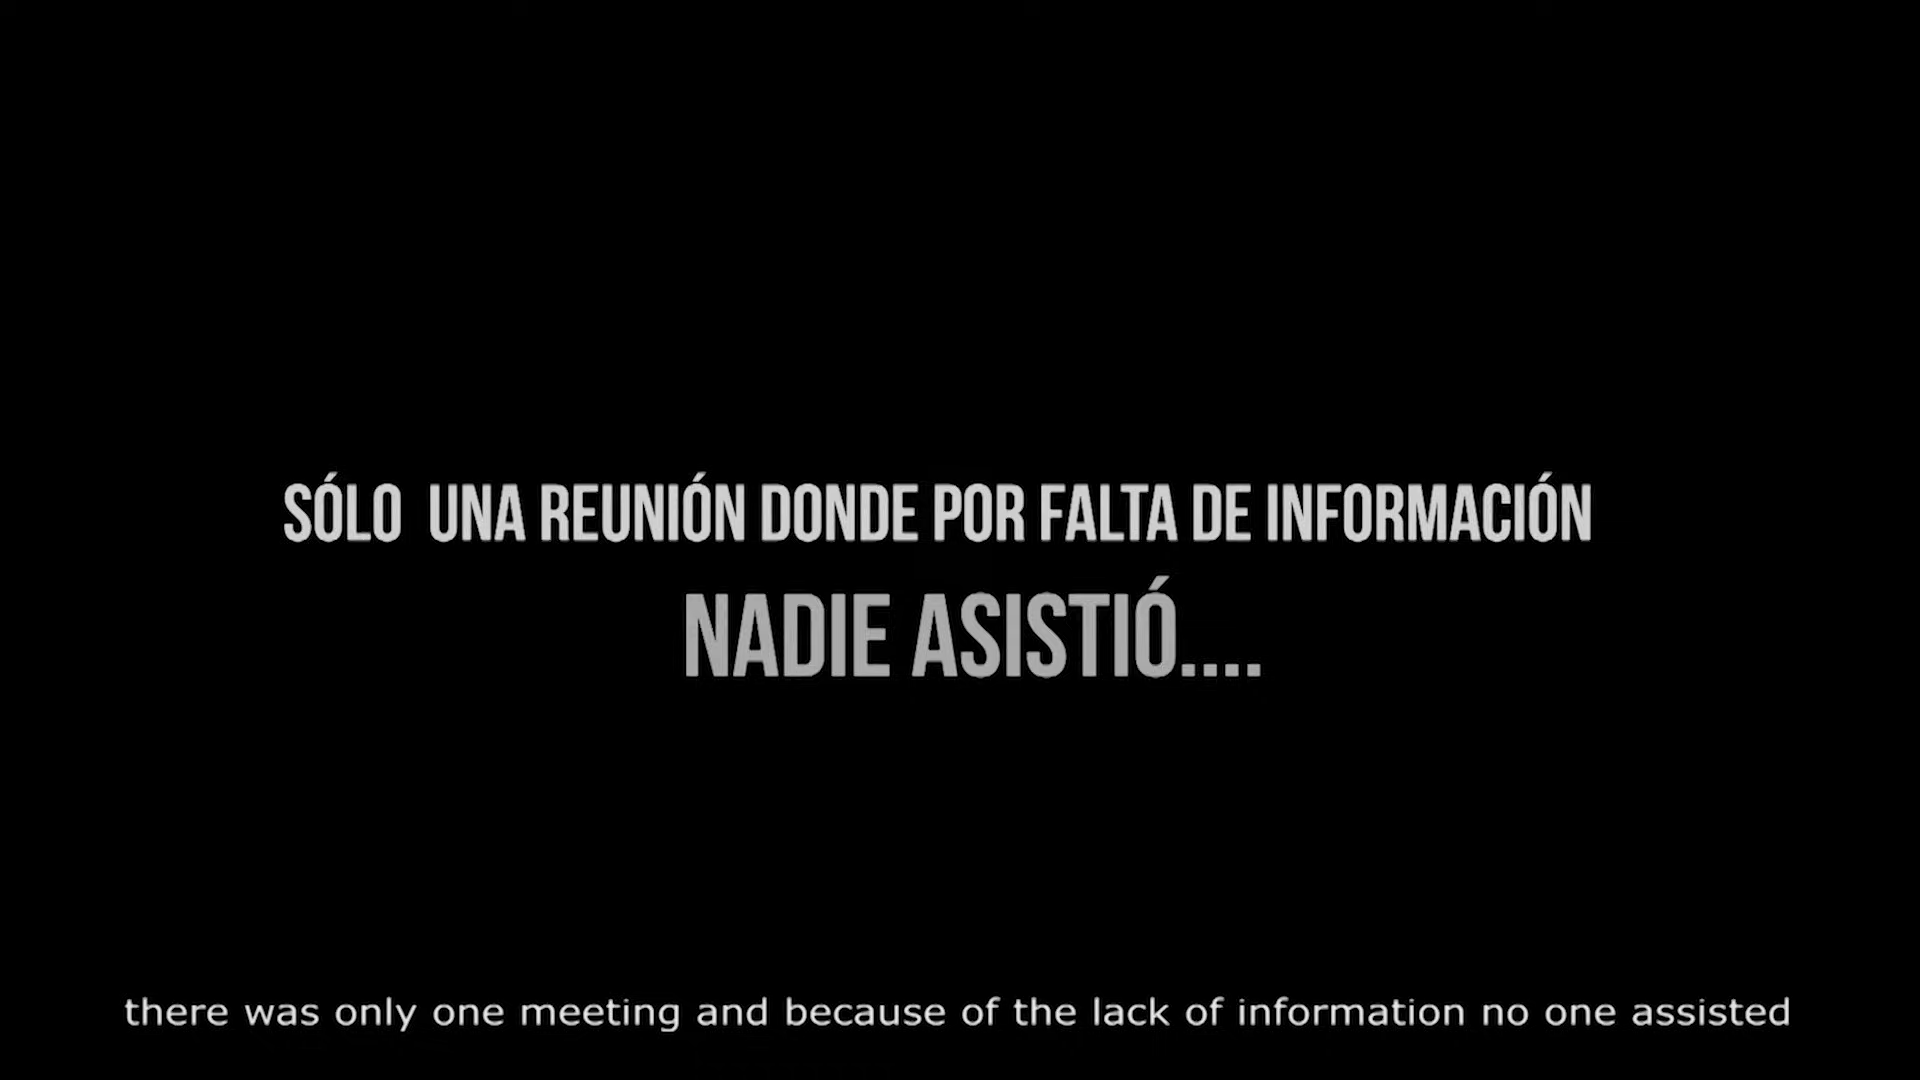 SÓLO  UNA REUNIÓN DONDE POR FALTA DE INFORMACIÓN
NADIE ASISTIÓ....
there was only one meeting and because of the lack of information no one assisted